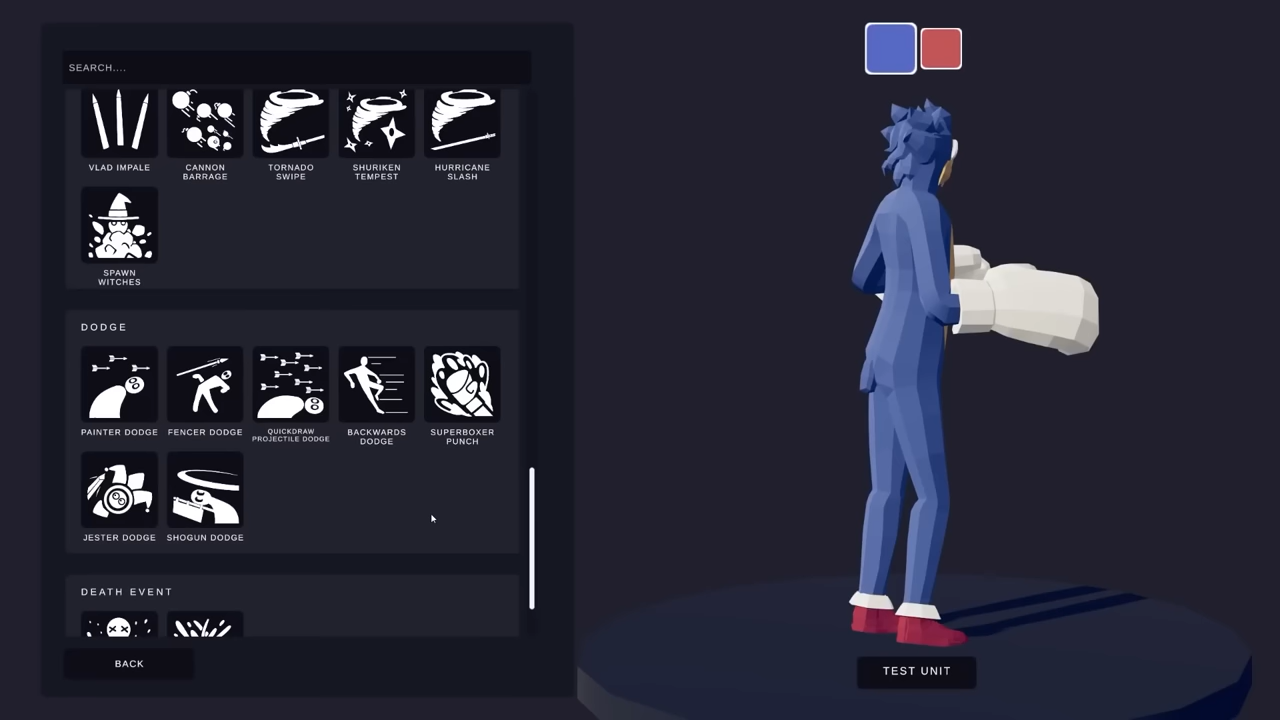 SEARCH....
VLAD IMPALE
CANNON
BARRAGE
TORNADO
SWIPE
SHURIKEN
TEMPEST
HURRICANE
SLASH
SPAWN
WITCHES
DODGE
PAINTER DODGE
FENCER DODGE
QUICKDRAW
PROJECTILE DODGE
BACKWARDS
DODGE
SUPERBOXER
PUNCH
JESTER DODGE
SHOGUN DODGE
DEATH EVENT
BACK
TEST UNIT